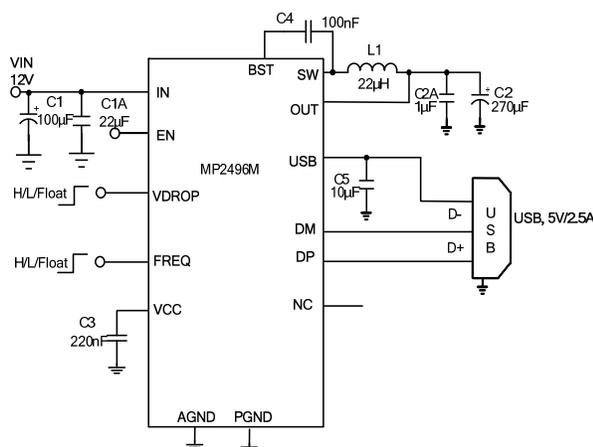 C4
100nF
L1
22µH
BST
SW
VIN
12V
C1
100µF
C1A
22µF
IN
OUT
C2A
1µF
+
C2
270µF
+
EN
MP2496M
USB
C5
10µF
H/L/Float
VDROP
D-
U
S
B
USB, 5V/2.5A
DM
D+
DP
H/L/Float
FREQ
VCC
NC
C3
220nF
AGND
PGND